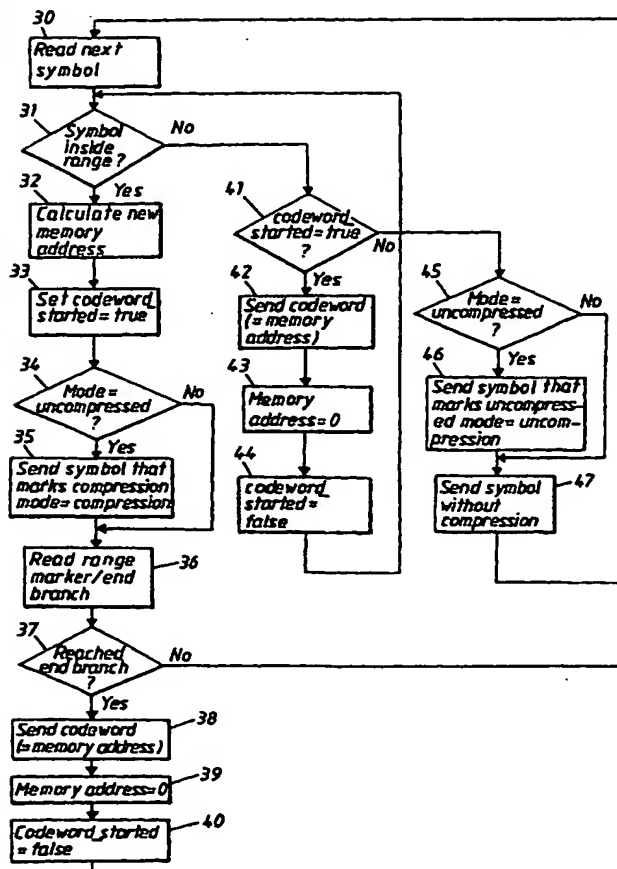 30
Read next
symbol
31
Symbol
inside
range?
No
Yes
32
Calculate new
memory
address
33
Set codeword
started=true
34
Mode=
uncompressed
?
No
Yes
35
Send symbol that
marks compression
mode=compression
Read range
marker/end
branch
36
37
Reached
end branch
?
No
Yes
Send codeword
(=memory address)
38
Memory address=0
39
Codeword_started
=false
40
41
codeword_
started=true
?
No
Yes
42
Send codeword
(=memory
address)
43
Memory
address=0
44
codeword_
started=
false
45
Mode=
uncompressed
?
No
Yes
46
Send symbol that
marks uncompress-
ed mode=uncom-
pression
Send symbol
without
compression
47